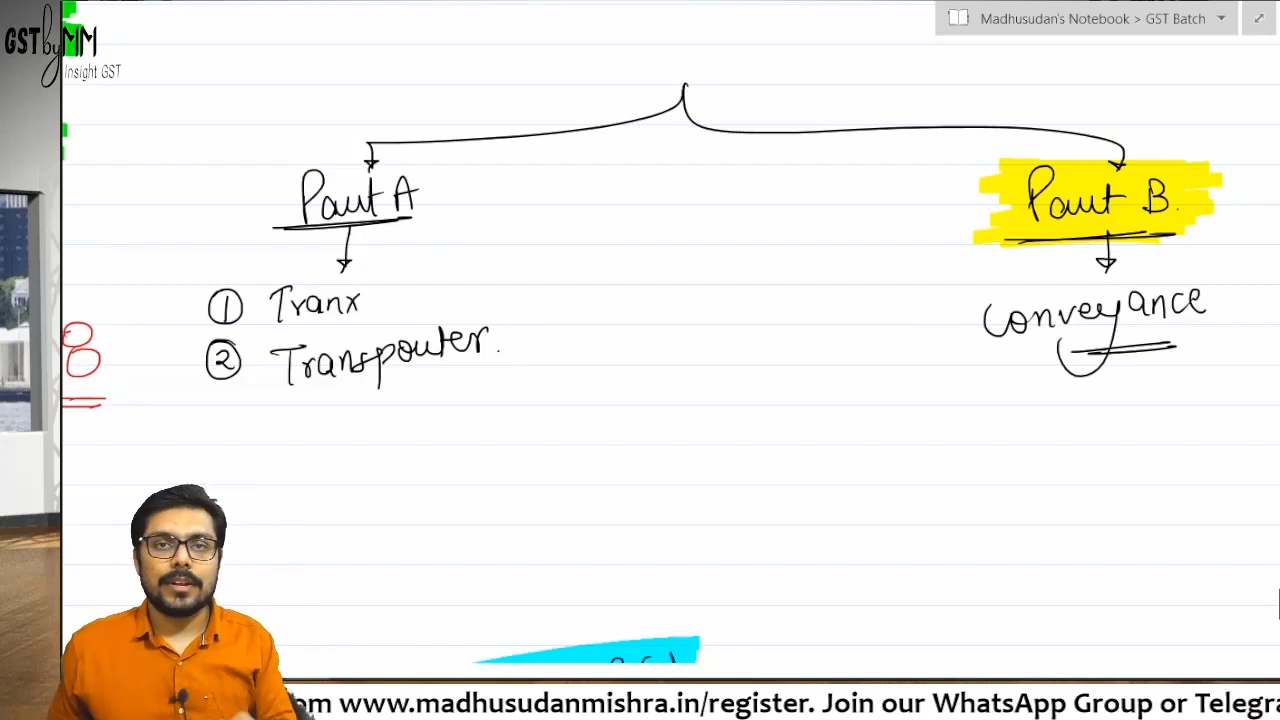 GST by MM
Insight GST
Madhusudan's Notebook > GST Batch
Part A
Part B.
① Tranx
② Transporter.
Conveyance
8
om www.madhusudanmishra.in/register. Join our WhatsApp Group or Telegra